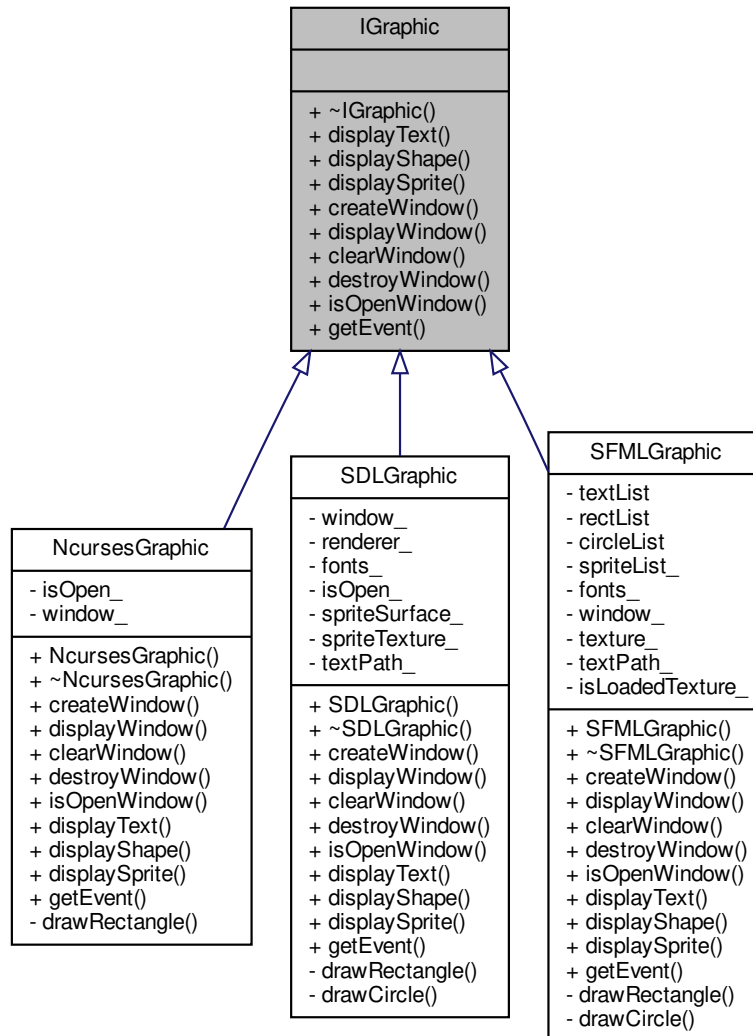 IGraphic
+ ~IGraphic()
+ displayText()
+ displayShape()
+ displaySprite()
+ createWindow()
+ displayWindow()
+ clearWindow()
+ destroyWindow()
+ isOpenWindow()
+ getEvent()
NcursesGraphic
- isOpen_
- window_
+ NcursesGraphic()
+ ~NcursesGraphic()
+ createWindow()
+ displayWindow()
+ clearWindow()
+ destroyWindow()
+ isOpenWindow()
+ displayText()
+ displayShape()
+ displaySprite()
+ getEvent()
- drawRectangle()
SDLGraphic
- window_
- renderer_
- fonts_
- isOpen_
- spriteSurface_
- spriteTexture_
- textPath_
+ SDLGraphic()
+ ~SDLGraphic()
+ createWindow()
+ displayWindow()
+ clearWindow()
+ destroyWindow()
+ isOpenWindow()
+ displayText()
+ displayShape()
+ displaySprite()
+ getEvent()
- drawRectangle()
- drawCircle()
SFMLGraphic
- textList
- rectList
- circleList
- spriteList_
- fonts_
- window_
- texture_
- textPath_
- isLoadedTexture_
+ SFMLGraphic()
+ ~SFMLGraphic()
+ createWindow()
+ displayWindow()
+ clearWindow()
+ destroyWindow()
+ isOpenWindow()
+ displayText()
+ displayShape()
+ displaySprite()
+ getEvent()
- drawRectangle()
- drawCircle()